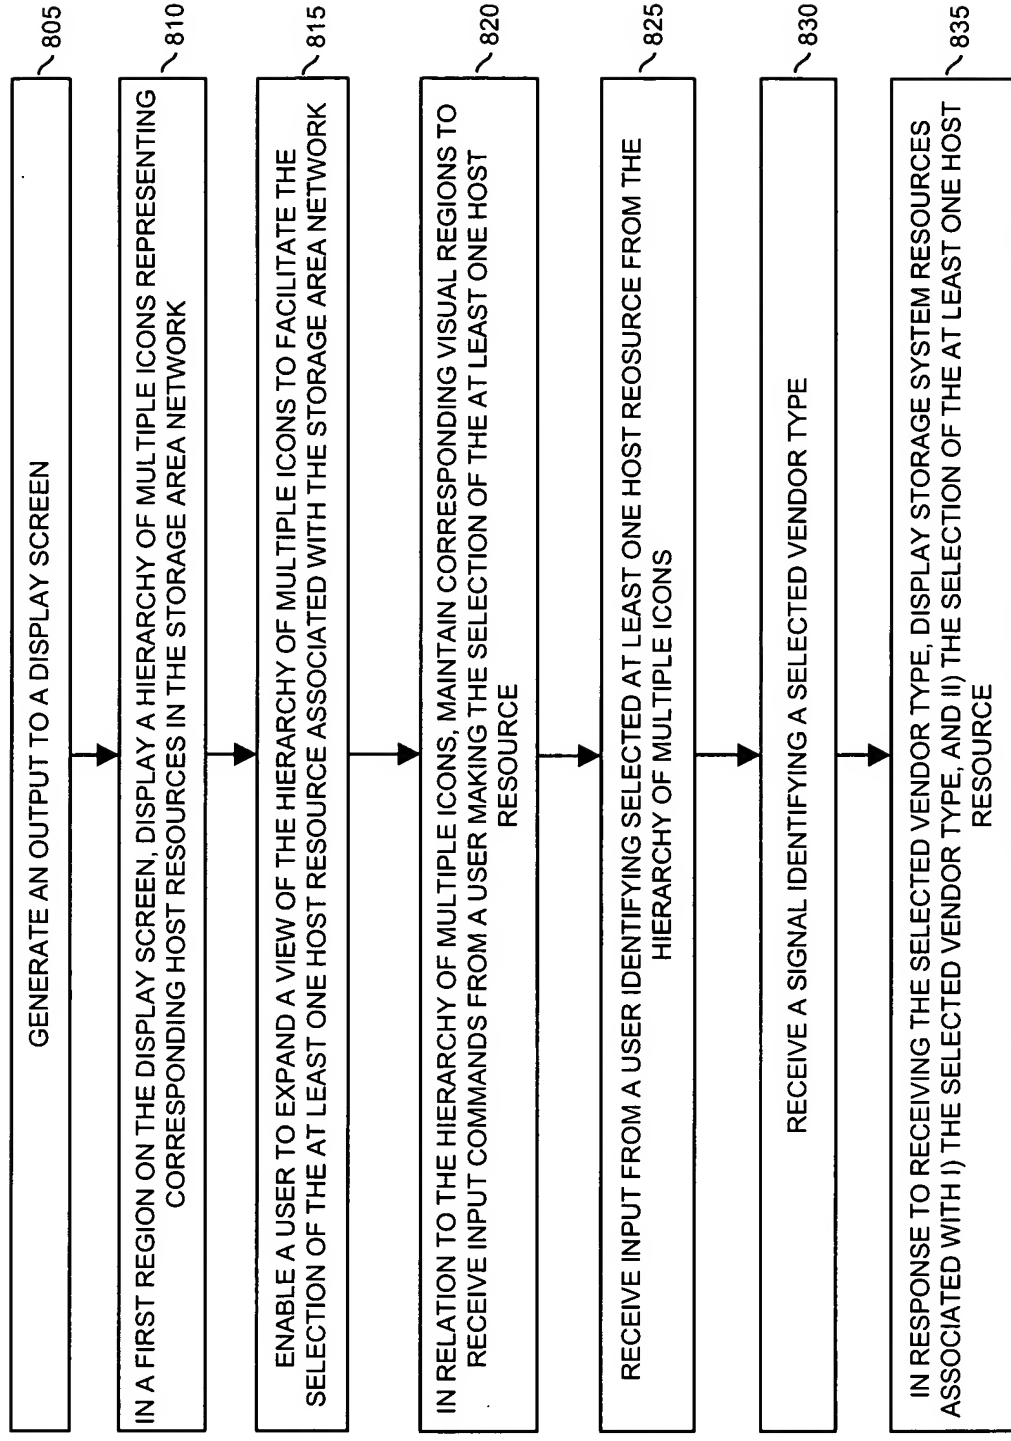 GENERATE AN OUTPUT TO A DISPLAY SCREEN
805
IN A FIRST REGION ON THE DISPLAY SCREEN, DISPLAY A HIERARCHY OF MULTIPLE ICONS REPRESENTING
CORRESPONDING HOST RESOURCES IN THE STORAGE AREA NETWORK
810
ENABLE A USER TO EXPAND A VIEW OF THE HIERARCHY OF MULTIPLE ICONS TO FACILITATE THE
SELECTION OF THE AT LEAST ONE HOST RESOURCE ASSOCIATED WITH THE STORAGE AREA NETWORK
815
IN RELATION TO THE HIERARCHY OF MULTIPLE ICONS, MAINTAIN CORRESPONDING VISUAL REGIONS TO
RECEIVE INPUT COMMANDS FROM A USER MAKING THE SELECTION OF THE AT LEAST ONE HOST
RESOURCE
820
RECEIVE INPUT FROM A USER IDENTIFYING SELECTED AT LEAST ONE HOST REOSURCE FROM THE
HIERARCHY OF MULTIPLE ICONS
825
RECEIVE A SIGNAL IDENTIFYING A SELECTED VENDOR TYPE
830
IN RESPONSE TO RECEIVING THE SELECTED VENDOR TYPE, DISPLAY STORAGE SYSTEM RESOURCES
ASSOCIATED WITH I) THE SELECTED VENDOR TYPE, AND II) THE SELECTION OF THE AT LEAST ONE HOST
RESOURCE
835